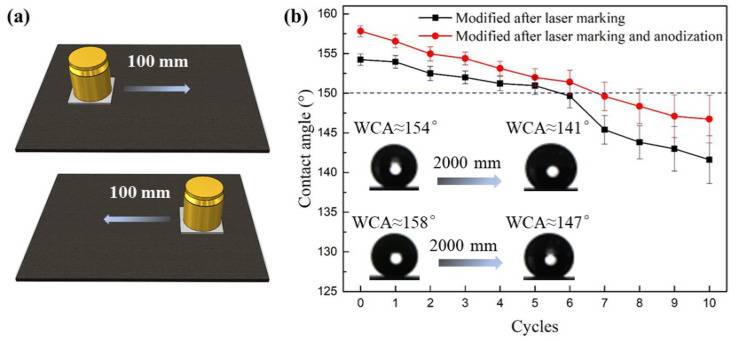 (a)
100 mm
100 mm
(b)
Modified after laser marking
Modified after laser marking and anodization
Contact angle (°)
160
155
150
145
140
135
130
125
WCA≈154°
WCA≈141°
2000 mm
WCA≈158°
WCA≈147°
2000 mm
0 1 2 3 4 5 6 7 8 9 10
Cycles